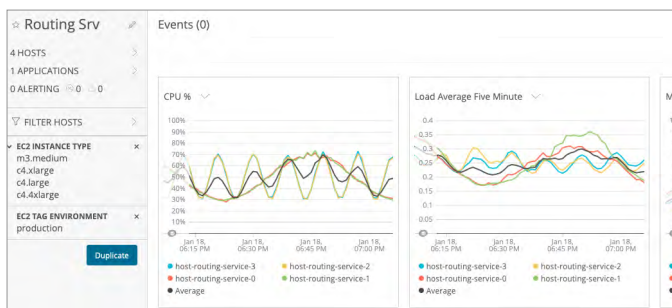 Routing Srv
4 HOSTS
1 APPLICATIONS
0 ALERTING 0 0
FILTER HOSTS
EC2 INSTANCE TYPE ×
m3.medium
c4.xlarge
c4.large
c4.4xlarge
EC2 TAG ENVIRONMENT ×
production
Duplicate
Events (0)
CPU %
100%
90%
80%
70%
60%
50%
40%
30%
20%
10%
Jan 18, Jan 18, Jan 18, Jan 18,
06:15 PM 06:30 PM 06:45 PM 07:00 PM
host-routing-service-3 host-routing-service-2
host-routing-service-0 host-routing-service-1
Average
Load Average Five Minute
0.4
0.35
0.3
0.25
0.2
0.15
0.1
0.05
Jan 18, Jan 18, Jan 18, Jan 18,
06:15 PM 06:30 PM 06:45 PM 07:00 PM
host-routing-service-3 host-routing-service-2
host-routing-service-0 host-routing-service-1
Average
M